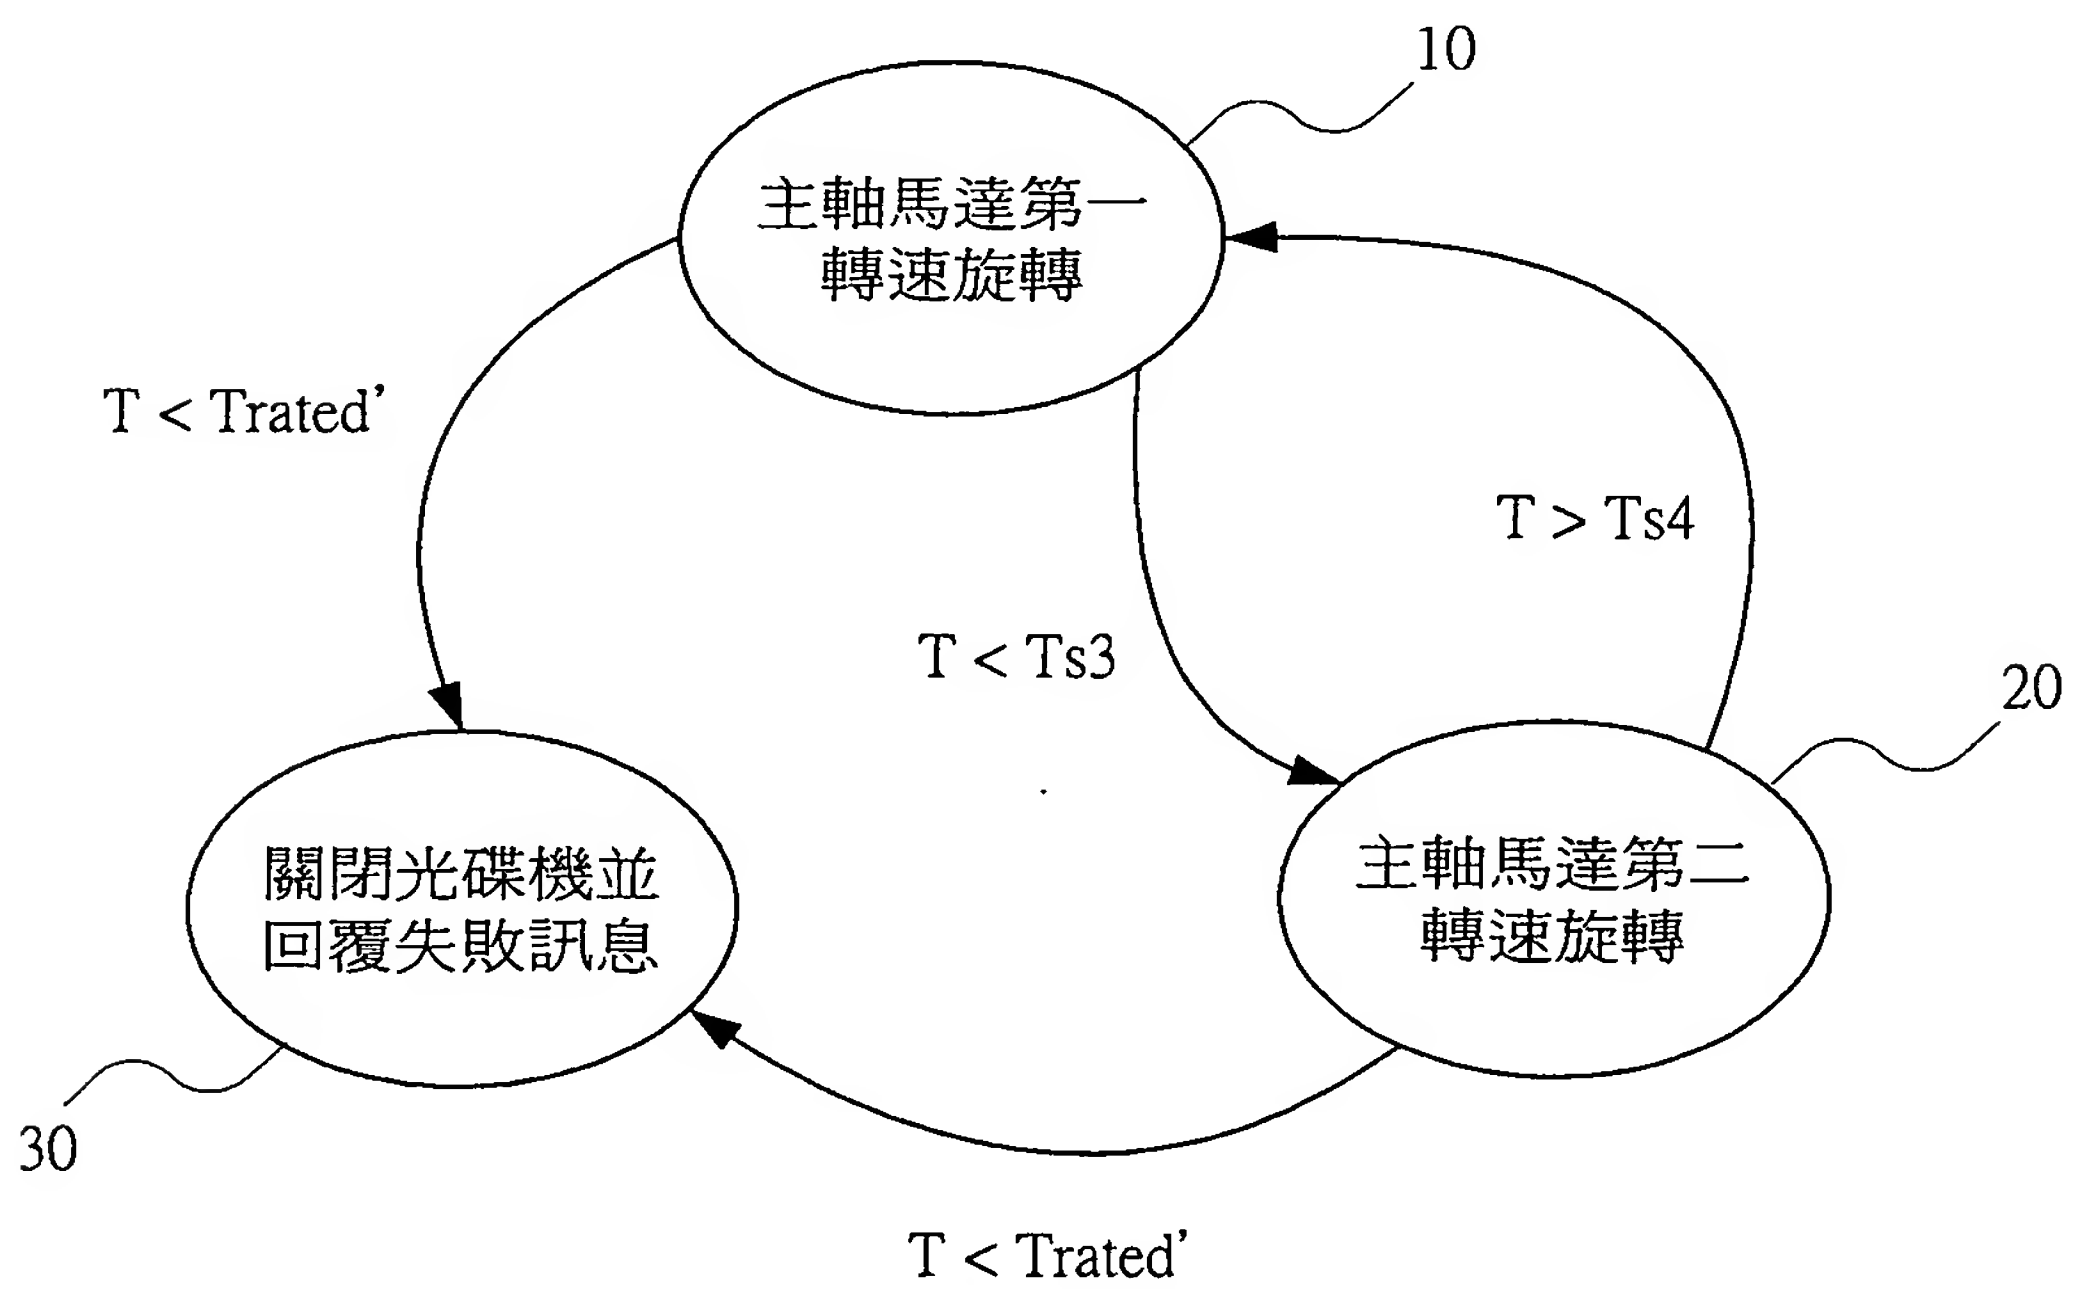 10
主軸馬達第一
轉速旋轉
T < Trated’
T > Ts4
T < Ts3
20
關閉光碟機並
回覆失敗訊息
主軸馬達第二
轉速旋轉
30
T < Trated’